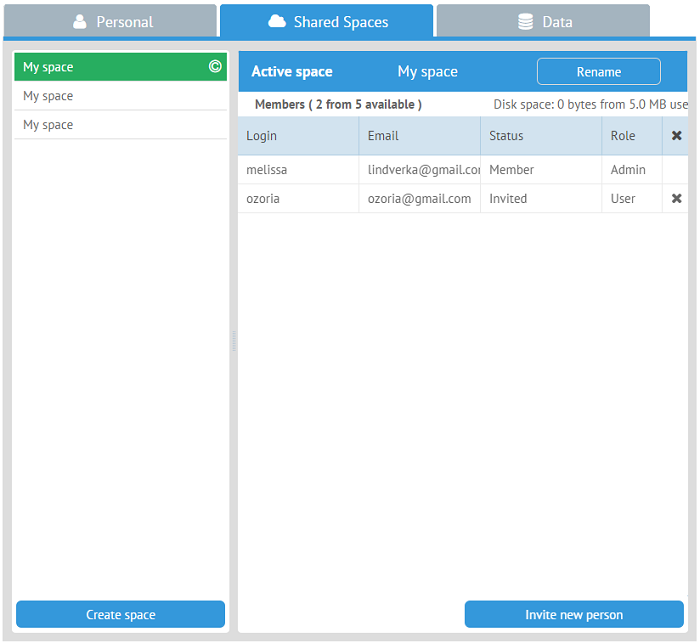 Personal
Shared Spaces
Data
My space ©
My space
My space
Create space
Active space My space Rename
Members ( 2 from 5 available ) Disk space: 0 bytes from 5.0 MB use
Login Email Status Role
melissa lindverka@gmail.com Member Admin
ozoria ozoria@gmail.com Invited User
Invite new person